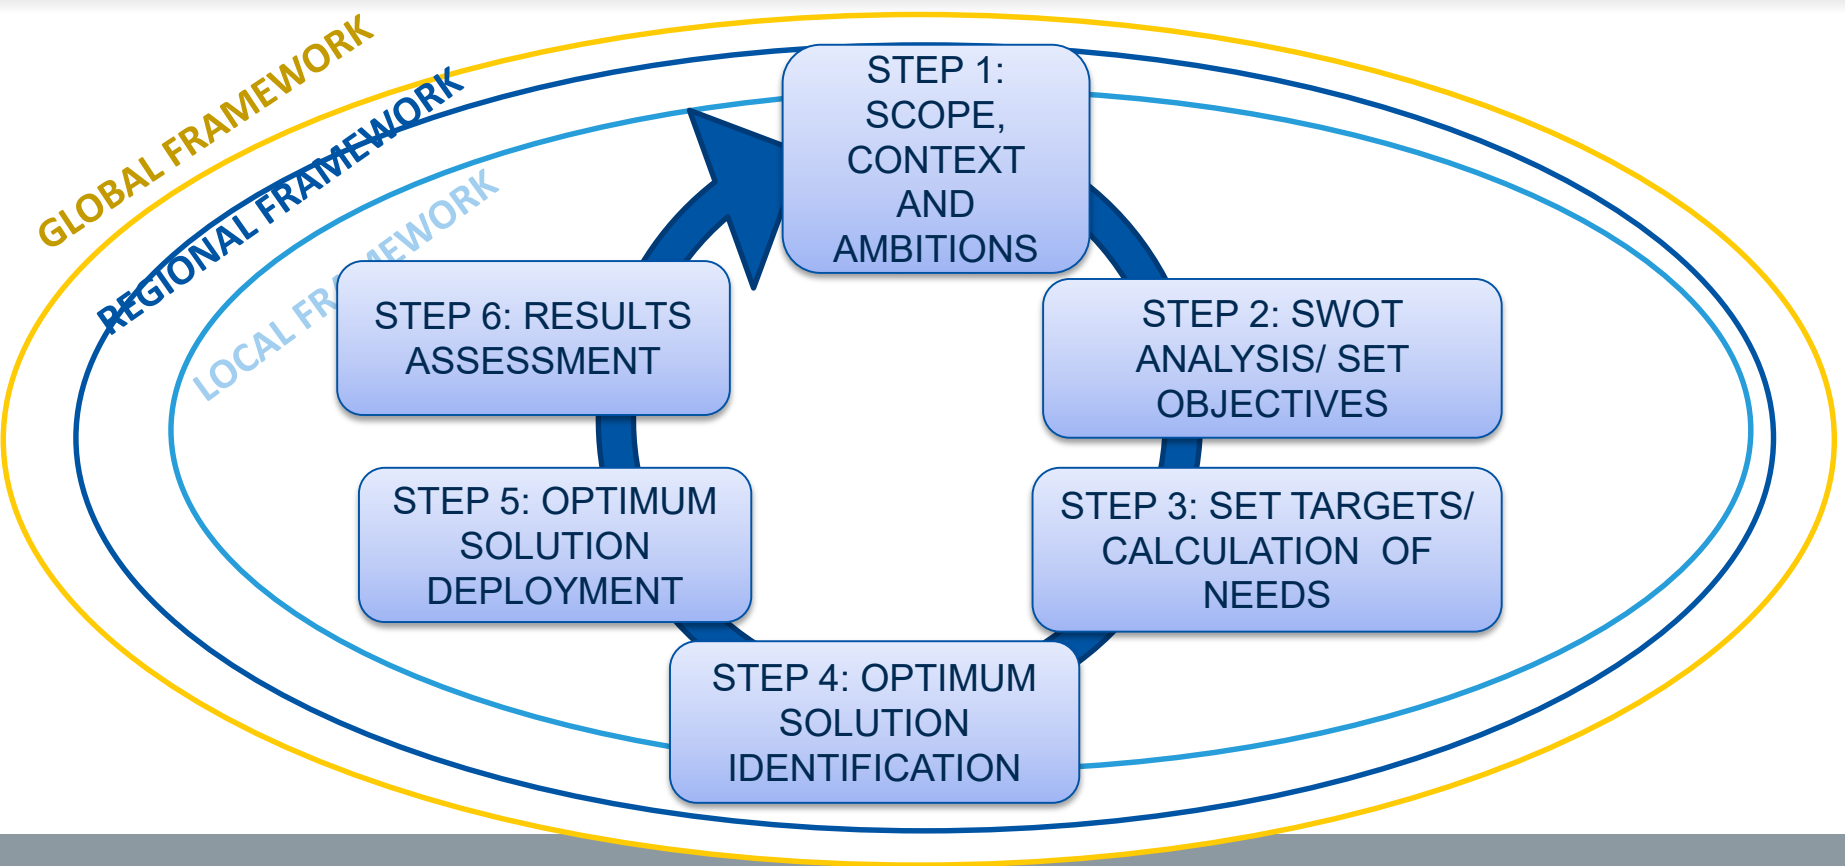 GLOBAL FRAMEWORK
REGIONAL FRAMEWORK
LOCAL FRAMEWORK
STEP 1:
SCOPE,
CONTEXT
AND
AMBITIONS
STEP 2: SWOT
ANALYSIS/ SET
OBJECTIVES
STEP 3: SET TARGETS/
CALCULATION  OF
NEEDS
STEP 4: OPTIMUM
SOLUTION
IDENTIFICATION
STEP 5: OPTIMUM
SOLUTION
DEPLOYMENT
STEP 6: RESULTS
ASSESSMENT